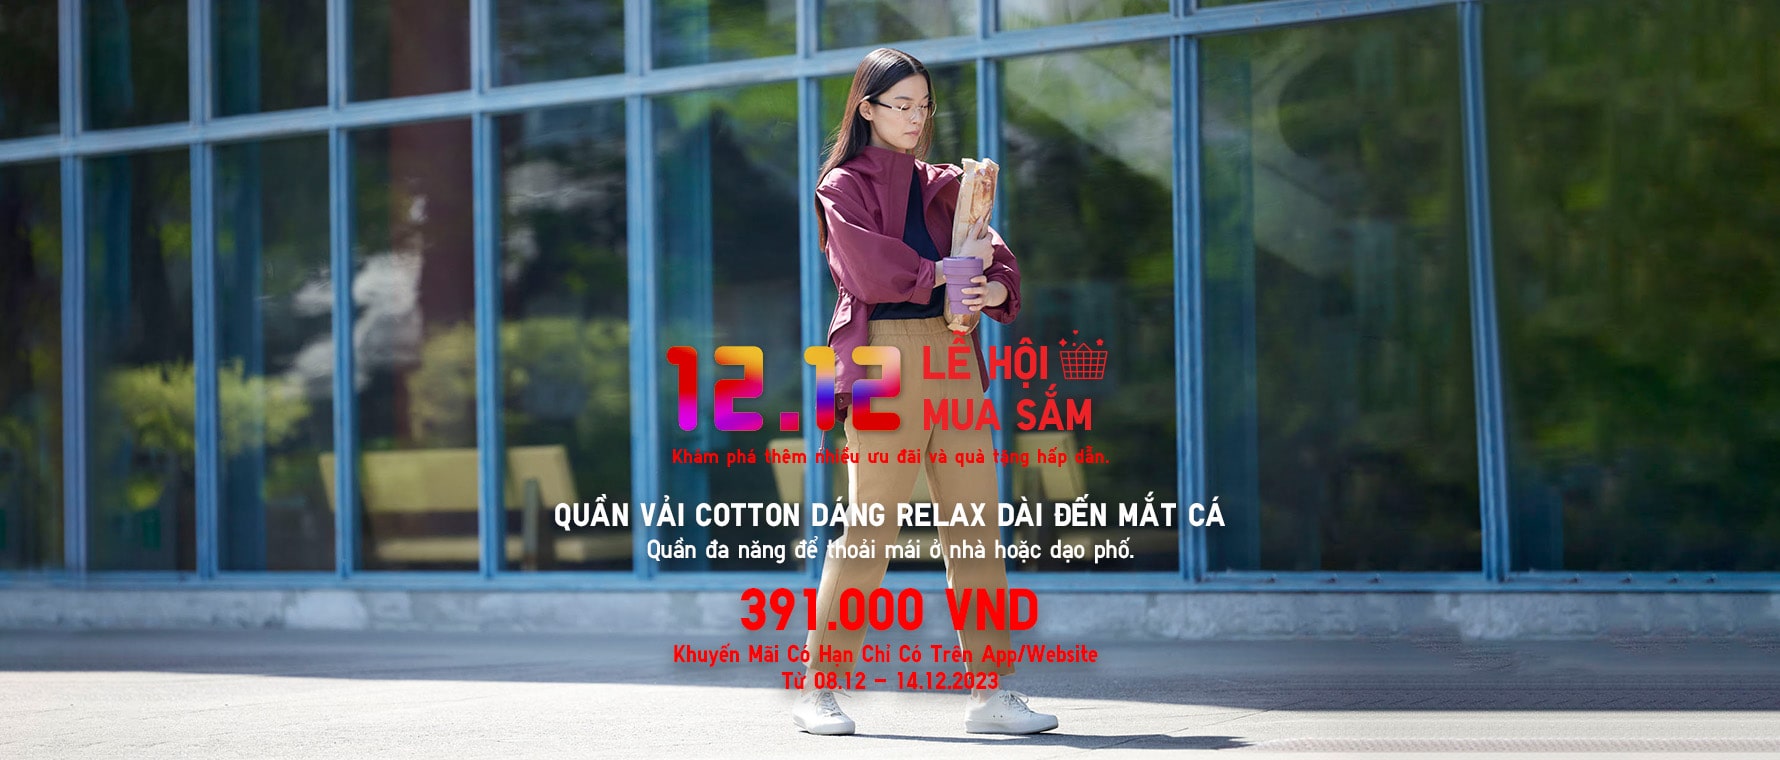 12.12 LỄ HỘI
MUA SẮM
Khám phá thêm nhiều ưu đãi và quà tặng hấp dẫn.
QUẦN VẢI COTTON DÁNG RELAX DÀI ĐẾN MẮT CÁ
Quần đa năng để thoải mái ở nhà hoặc dạo phố.
391.000 VND
Khuyến Mãi Có Hạn Chỉ Có Trên App/Website
Từ 08.12 – 14.12.2023